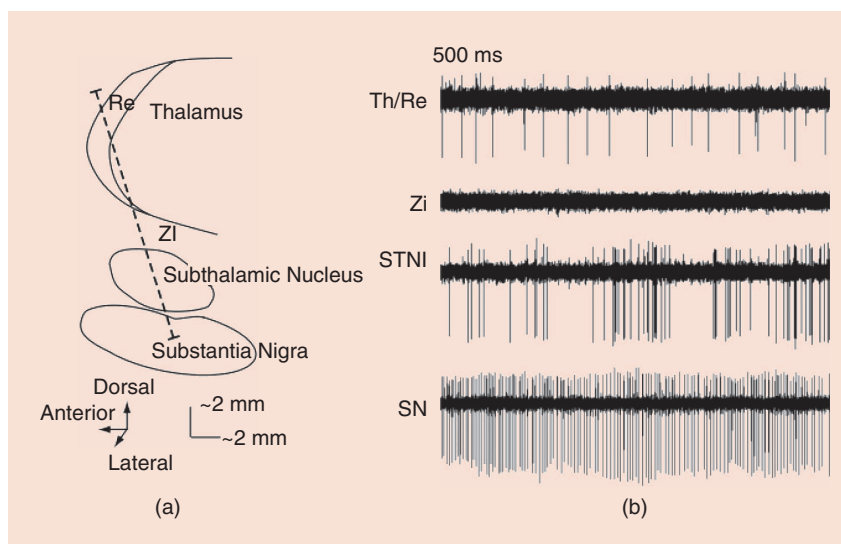 Re
Thalamus
ZI
Subthalamic Nucleus
Substantia Nigra
Dorsal
Anterior
Lateral
~2 mm
~2 mm
(a)
500 ms
Th/Re
Zi
STNI
SN
(b)